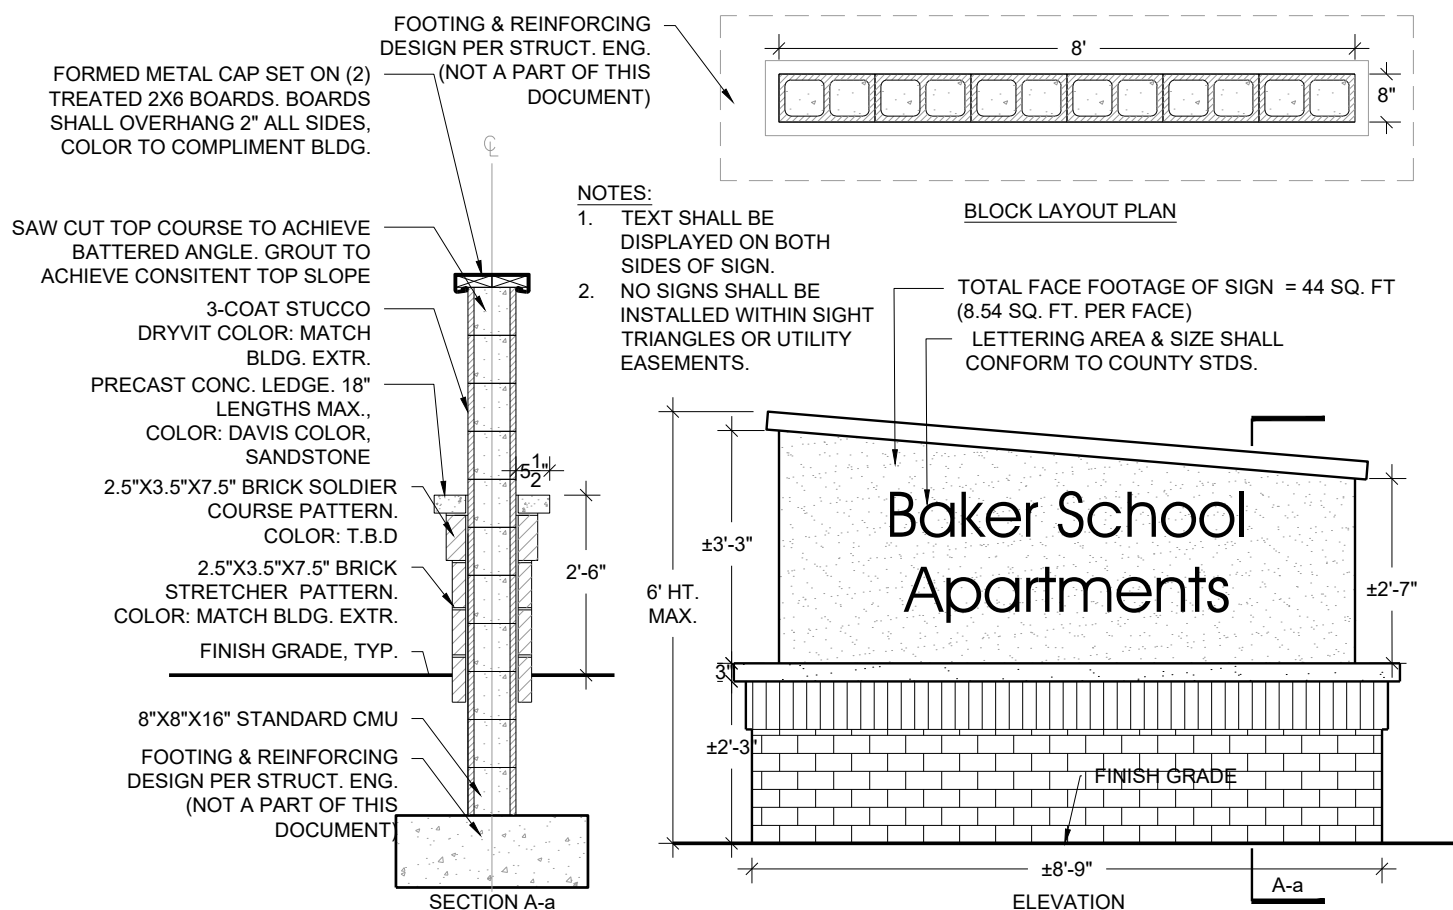 FOOTING & REINFORCING
DESIGN PER STRUCT. ENG.
(NOT A PART OF THIS
DOCUMENT)
8'
8"
BLOCK LAYOUT PLAN
FORMED METAL CAP SET ON (2)
TREATED 2X6 BOARDS. BOARDS
SHALL OVERHANG 2" ALL SIDES,
COLOR TO COMPLIMENT BLDG.
SAW CUT TOP COURSE TO ACHIEVE
BATTERED ANGLE. GROUT TO
ACHIEVE CONSITENT TOP SLOPE
3-COAT STUCCO
DRYVIT COLOR: MATCH
BLDG. EXTR.
PRECAST CONC. LEDGE. 18"
LENGTHS MAX.,
COLOR: DAVIS COLOR,
SANDSTONE
2.5"X3.5"X7.5" BRICK SOLDIER
COURSE PATTERN.
COLOR: T.B.D
2.5"X3.5"X7.5" BRICK
STRETCHER PATTERN.
COLOR: MATCH BLDG. EXTR.
FINISH GRADE, TYP.
8"X8"X16" STANDARD CMU
FOOTING & REINFORCING
DESIGN PER STRUCT. ENG.
(NOT A PART OF THIS
DOCUMENT)
℄
5 1/2"
2'-6"
SECTION A-a
NOTES:
1. TEXT SHALL BE
DISPLAYED ON BOTH
SIDES OF SIGN.
2. NO SIGNS SHALL BE
INSTALLED WITHIN SIGHT
TRIANGLES OR UTILITY
EASEMENTS.
TOTAL FACE FOOTAGE OF SIGN = 44 SQ. FT
(8.54 SQ. FT. PER FACE)
LETTERING AREA & SIZE SHALL
CONFORM TO COUNTY STDS.
Baker School
Apartments
±3'-3"
6' HT.
MAX.
±2'-7"
3"
±2'-3"
FINISH GRADE
±8'-9"
A-a
ELEVATION